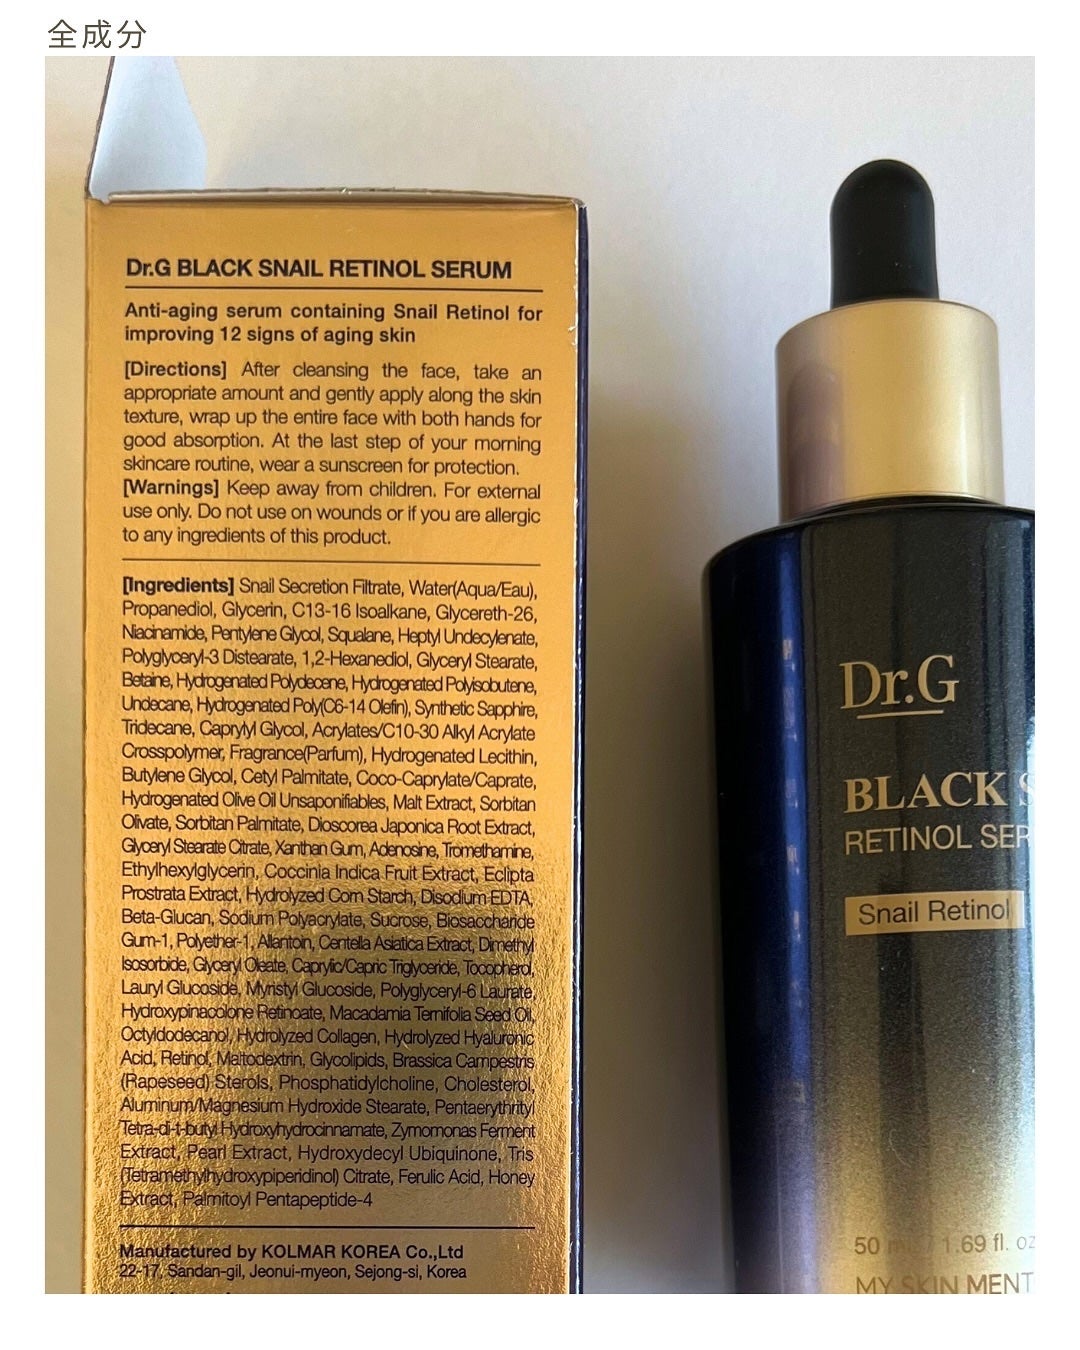 全成分
Dr.G BLACK SNAIL RETINOL SERUM
Anti-aging serum containing Snail Retinol for
improving 12 signs of aging skin
[Directions] After cleansing the face, take an
appropriate amount and gently apply along the skin
texture, wrap up the entire face with both hands for
good absorption. At the last step of your morning
skincare routine, wear a sunscreen for protection.
[Warnings] Keep away from children. For external
use only. Do not use on wounds or if you are allergic
to any ingredients of this product.
[Ingredients] Snail Secretion Filtrate, Water(Aqua/Eau),
Propanediol, Glycerin, C13-16 Isoalkane, Glycereth-26,
Niacinamide, Pentylene Glycol, Squalane, Heptyl Undecylenate,
Polyglyceryl-3 Distearate, 1,2-Hexanediol, Glyceryl Stearate,
Betaine, Hydrogenated Polydecene, Hydrogenated Polyisobutene,
Undecane, Hydrogenated Poly(C6-14 Olefin), Synthetic Sapphire,
Tridecane, Caprylyl Glycol, Acrylates/C10-30 Alkyl Acrylate
Crosspolymer, Fragrance(Parfum), Hydrogenated Lecithin,
Butylene Glycol, Cetyl Palmitate, Coco-Caprylate/Caprate,
Hydrogenated Olive Oil Unsaponifiables, Malt Extract, Sorbitan
Olivate, Sorbitan Palmitate, Dioscorea Japonica Root Extract,
Glyceryl Stearate Citrate, Xanthan Gum, Adenosine, Tromethamine,
Ethylhexylglycerin, Coccinia Indica Fruit Extract, Eclipta
Prostrata Extract, Hydrolyzed Corn Starch, Disodium EDTA,
Beta-Glucan, Sodium Polyacrylate, Sucrose, Biosaccharide
Gum-1, Polyether-1, Allantoin, Centella Asiatica Extract, Dimethyl
Isosorbide, Glyceryl Oleate, Caprylic/Capric Triglyceride, Tocopherol,
Lauryl Glucoside, Myristyl Glucoside, Polyglyceryl-6 Laurate,
Hydroxypinacolone Retinoate, Macadamia Ternifolia Seed Oil,
Octyldodecanol, Hydrolyzed Collagen, Hydrolyzed Hyaluronic
Acid, Retinol, Maltodextrin, Glycolipids, Brassica Campestris
(Rapeseed) Sterols, Phosphatidylcholine, Cholesterol,
Aluminum/Magnesium Hydroxide Stearate, Pentaerythrityl
Tetra-di-t-butyl Hydroxyhydrocinnamate, Zymomonas Ferment
Extract, Pearl Extract, Hydroxydecyl Ubiquinone, Tris
(Tetramethylhydroxypiperidinol) Citrate, Ferulic Acid, Honey
Extract, Palmitoyl Pentapeptide-4
Manufactured by KOLMAR KOREA Co.,Ltd
22-17, Sandan-gil, Jeonui-myeon, Sejong-si, Korea
Dr.G
BLACK S
RETINOL SER
Snail Retinol
50 ml / 1.69 fl. oz
MY SKIN MENT